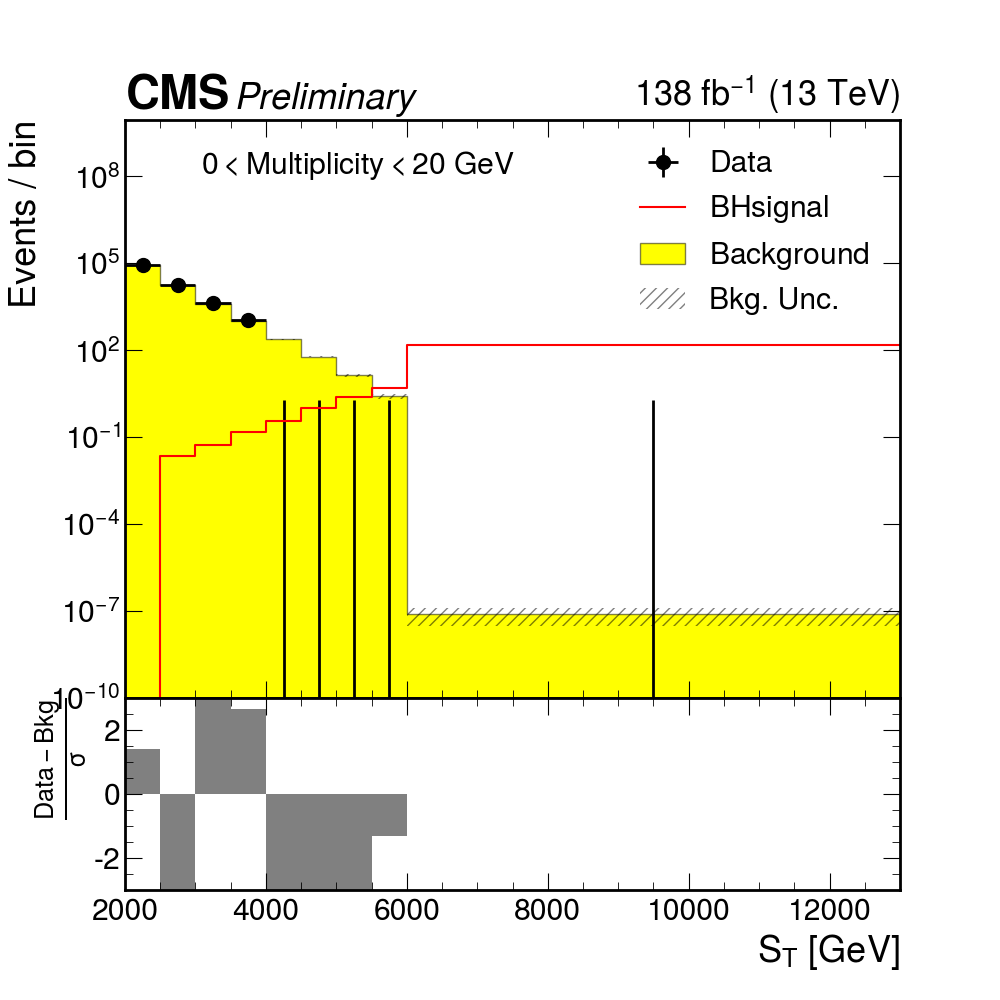 CMS Preliminary 138 fb⁻¹ (13 TeV)
Events / bin
0 < Multiplicity < 20 GeV
Data
BHsignal
Background
Bkg. Unc.
10⁸
10⁵
10²
10⁻¹
10⁻⁴
10⁻⁷
10⁻¹⁰
Data – Bkg
σ
2
0
-2
2000 4000 6000 8000 10000 12000
S_T [GeV]